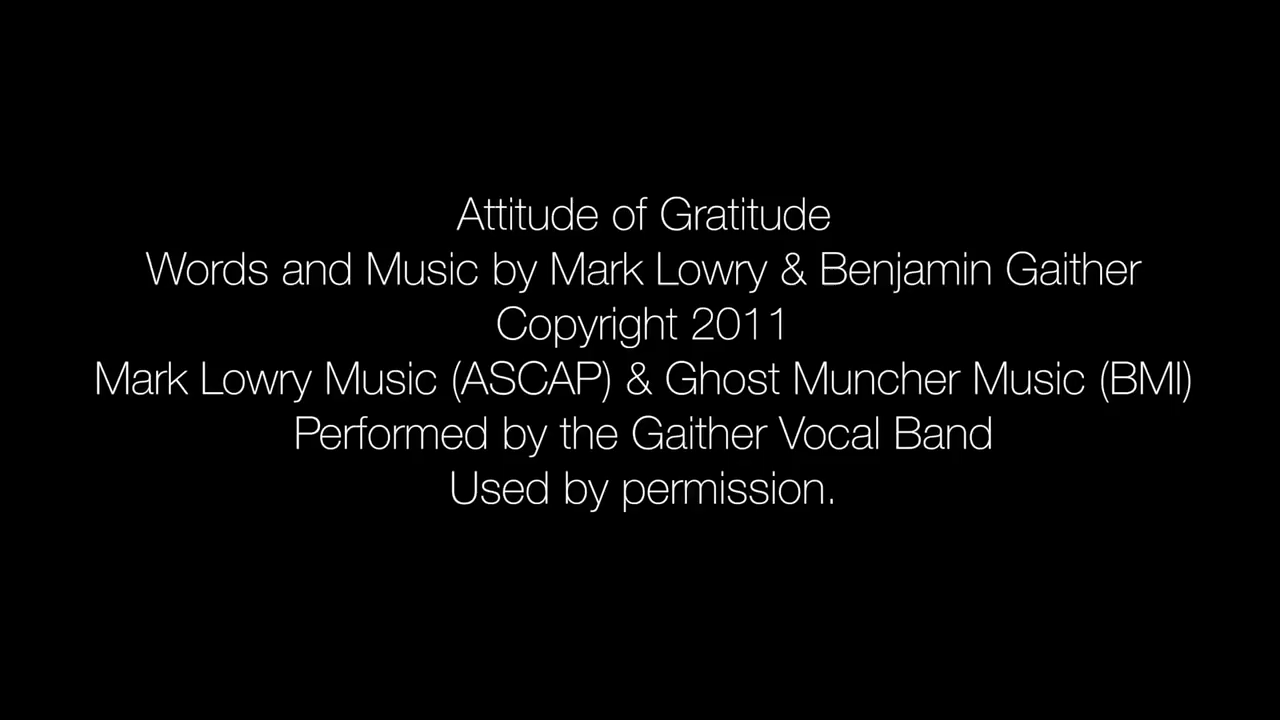 Attitude of Gratitude
Words and Music by Mark Lowry & Benjamin Gaither
Copyright 2011
Mark Lowry Music (ASCAP) & Ghost Muncher Music (BMI)
Performed by the Gaither Vocal Band
Used by permission.